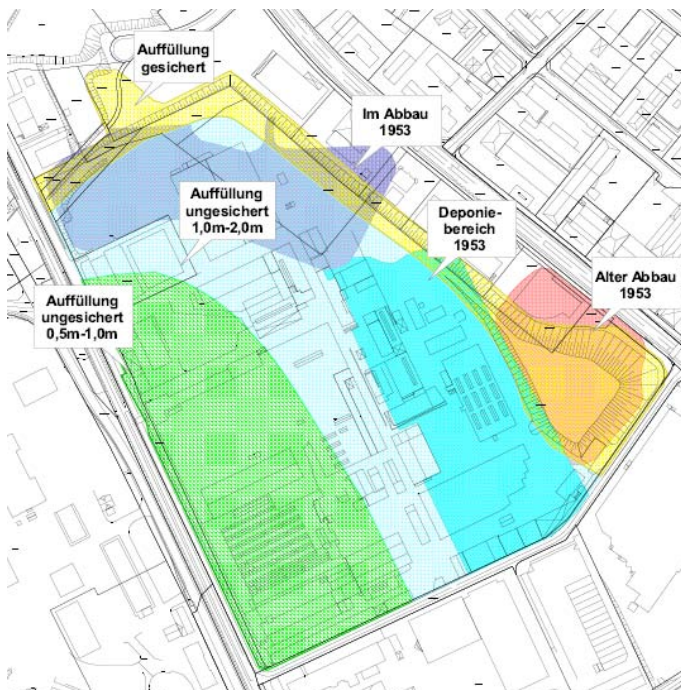 Auffüllung
gesichert
Im Abbau
1953
Auffüllung
ungesichert
1,0m-2,0m
Deponie-
bereich
1953
Alter Abbau
1953
Auffüllung
ungesichert
0,5m-1,0m